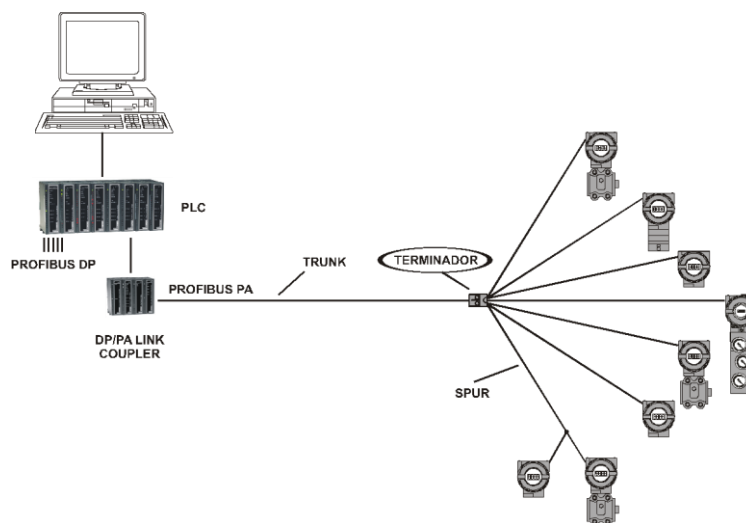 PLC
PROFIBUS DP
PROFIBUS PA
TRUNK
TERMINADOR
DP/PA LINK
COUPLER
SPUR